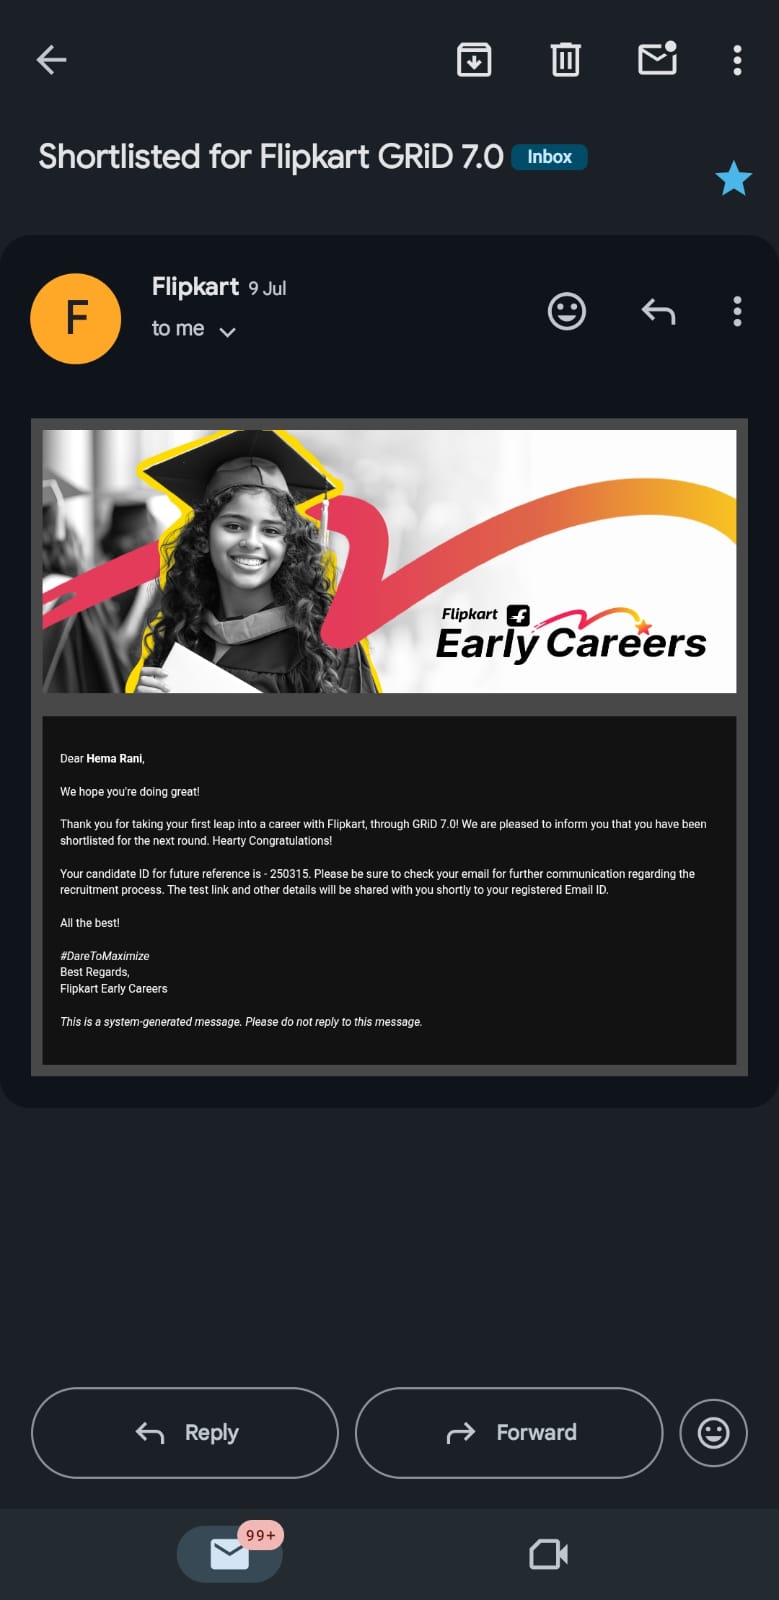 Shortlisted for Flipkart GRiD 7.0 Inbox
F
Flipkart 9 Jul
to me
Flipkart
Early Careers
Dear Hema Rani,
We hope you're doing great!
Thank you for taking your first leap into a career with Flipkart, through GRiD 7.0! We are pleased to inform you that you have been
shortlisted for the next round. Hearty Congratulations!
Your candidate ID for future reference is - 250315. Please be sure to check your email for further communication regarding the
recruitment process. The test link and other details will be shared with you shortly to your registered Email ID.
All the best!
#DareToMaximize
Best Regards,
Flipkart Early Careers
This is a system-generated message. Please do not reply to this message.
Reply
Forward
99+